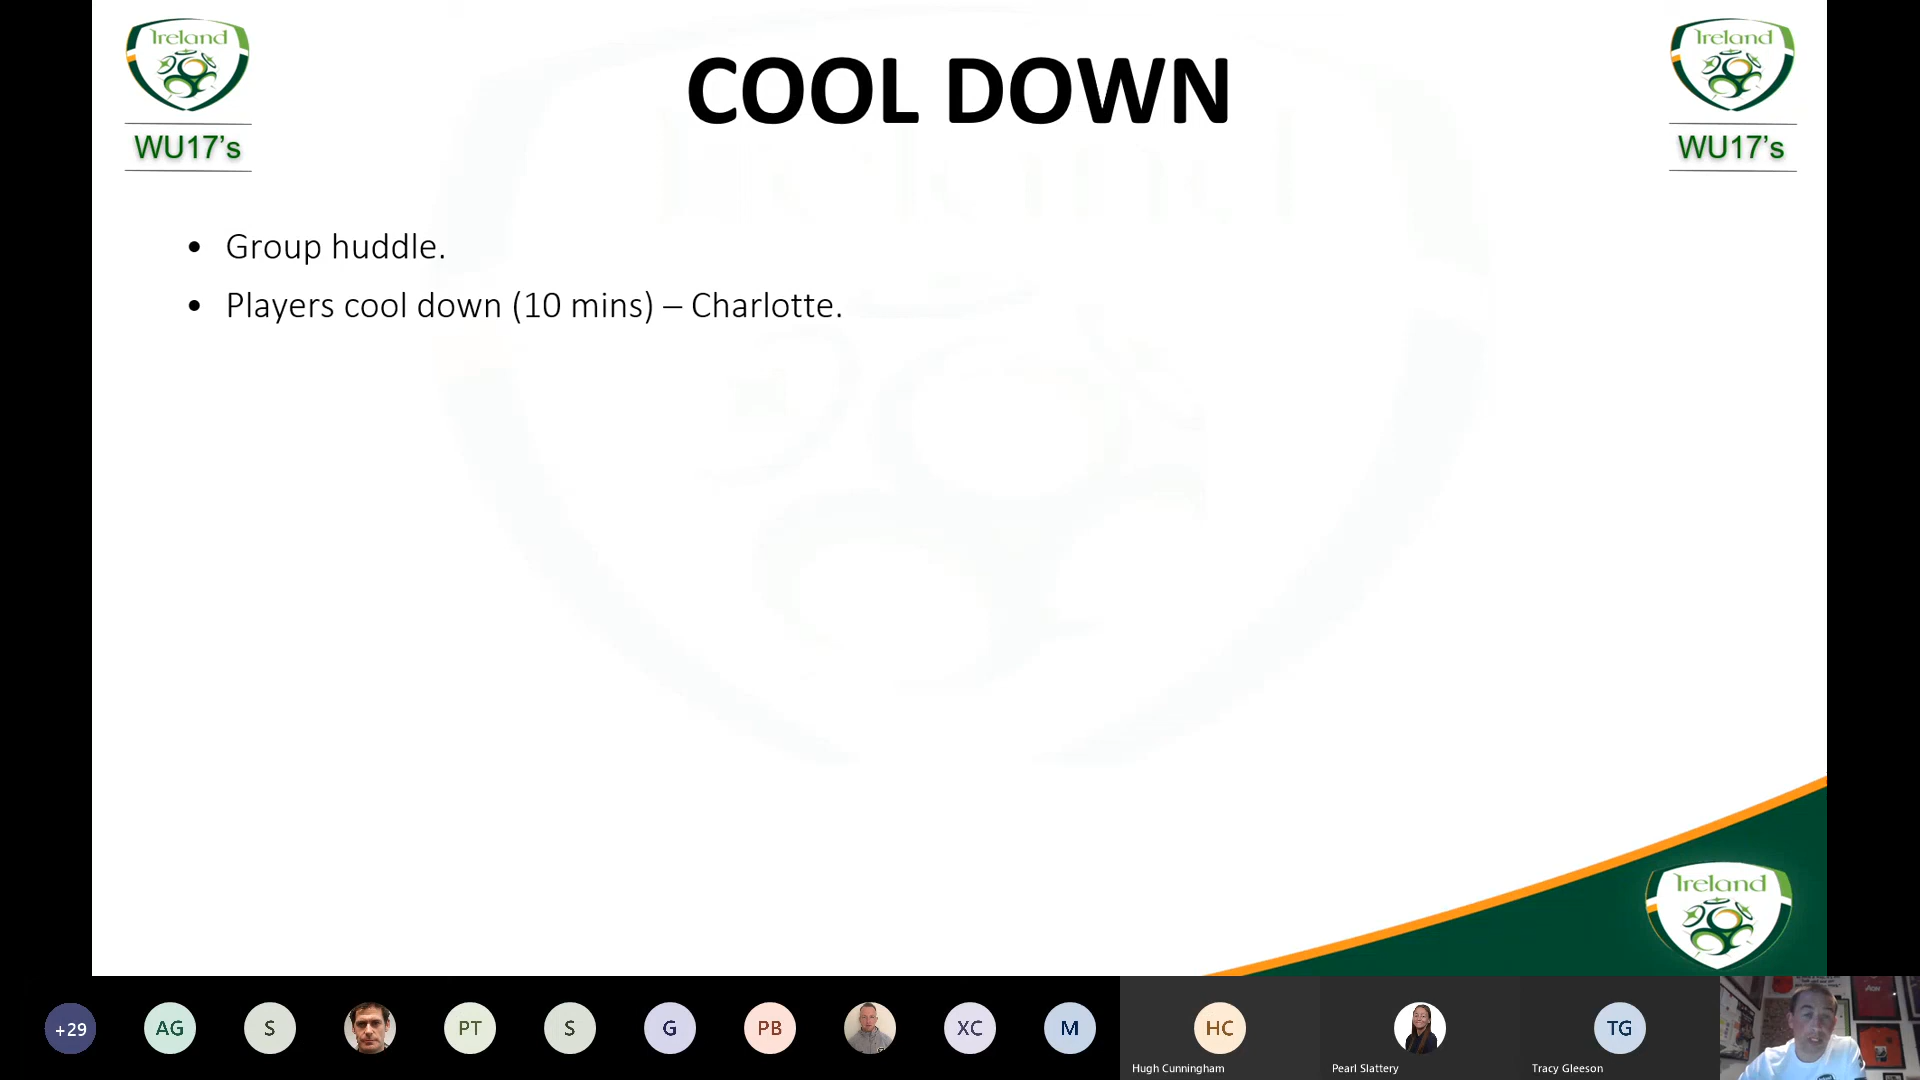 Ireland
WU17's
COOL DOWN
Ireland
WU17's
• Group huddle.
• Players cool down (10 mins) – Charlotte.
Ireland
+29
AG
S
PT
S
G
PB
XC
M
HC
TG
Hugh Cunningham
Pearl Slattery
Tracy Gleeson
AON